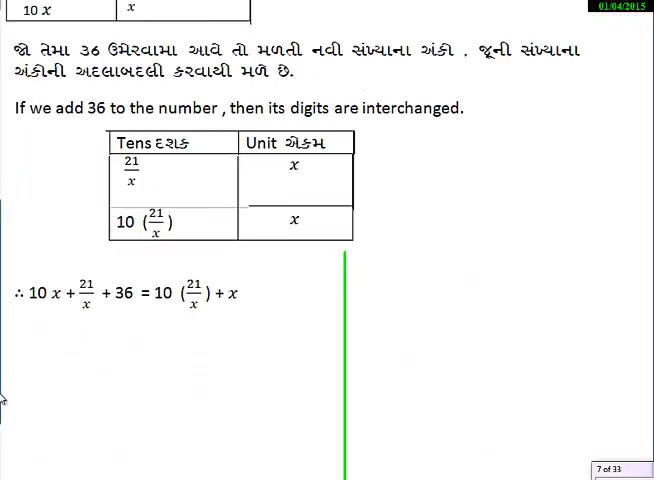 01/04/2015
10 x x
જો તેમા ૩6 ઉમેરવામા આવે તો મળતી નવી સંખ્યાના અંકો . જૂની સંખ્યાના
અંકોની અદલાબદલી કરવાથી મળે છે.
If we add 36 to the number , then its digits are interchanged.
Tens દશક Unit એકમ
21/x x
10 (21/x) x
∴ 10 x + 21/x + 36 = 10 (21/x) + x
7 of 33